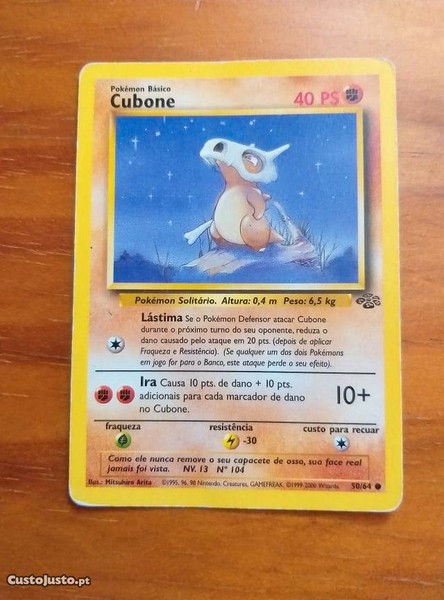 Pokémon Básico
Cubone
40 PS
Pokémon Solitário. Altura: 0,4 m Peso: 6,5 kg
Lástima Se o Pokémon Defensor atacar Cubone
durante o próximo turno do seu oponente, reduza o
dano causado pelo ataque em 20 pts. (depois de aplicar
Fraqueza e Resistência). (Se qualquer um dos dois Pokémons
em jogo for para o Banco, este ataque perde o seu efeito).
Ira Causa 10 pts. de dano + 10 pts.
adicionais para cada marcador de dano
no Cubone.
10+
fraqueza
resistência
custo para recuar
-30
Como ele nunca remove o seu capacete de osso, sua face real
jamais foi vista. NV. 13 Nº 104
Ilus.: Mitsuhiro Arita
©1995, 96, 98 Nintendo, Creatures, GAMEFREAK. ©1999-2000 Wizards.
50/64
CustoJusto.pt